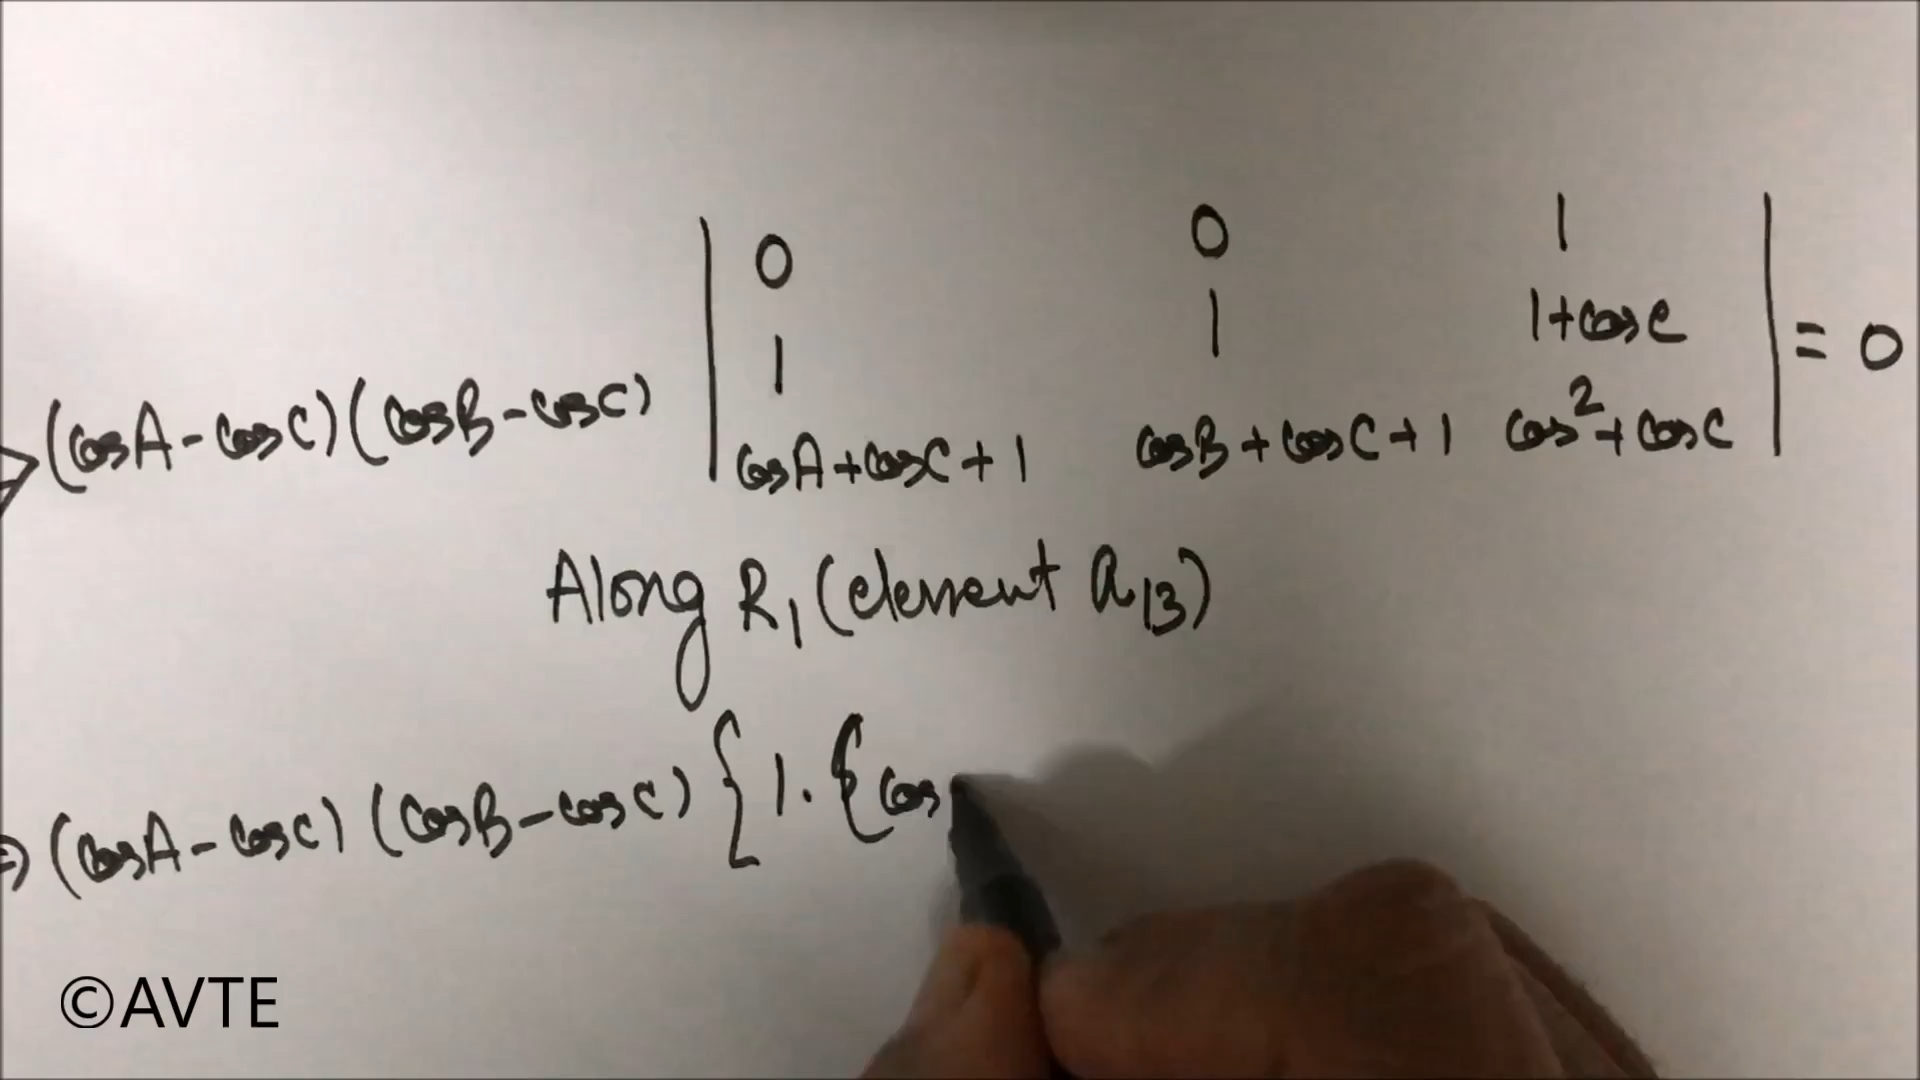 0 0 1
1 1 1+cosC
(cosA-cosC)(cosB-cosC) = 0
cosA+cosC+1 cosB+cosC+1 cos²+cosC
Along R₁ (element a₁₃)
⇒ (cosA-cosC) (cosB-cosC) { 1. { cos
©AVTE